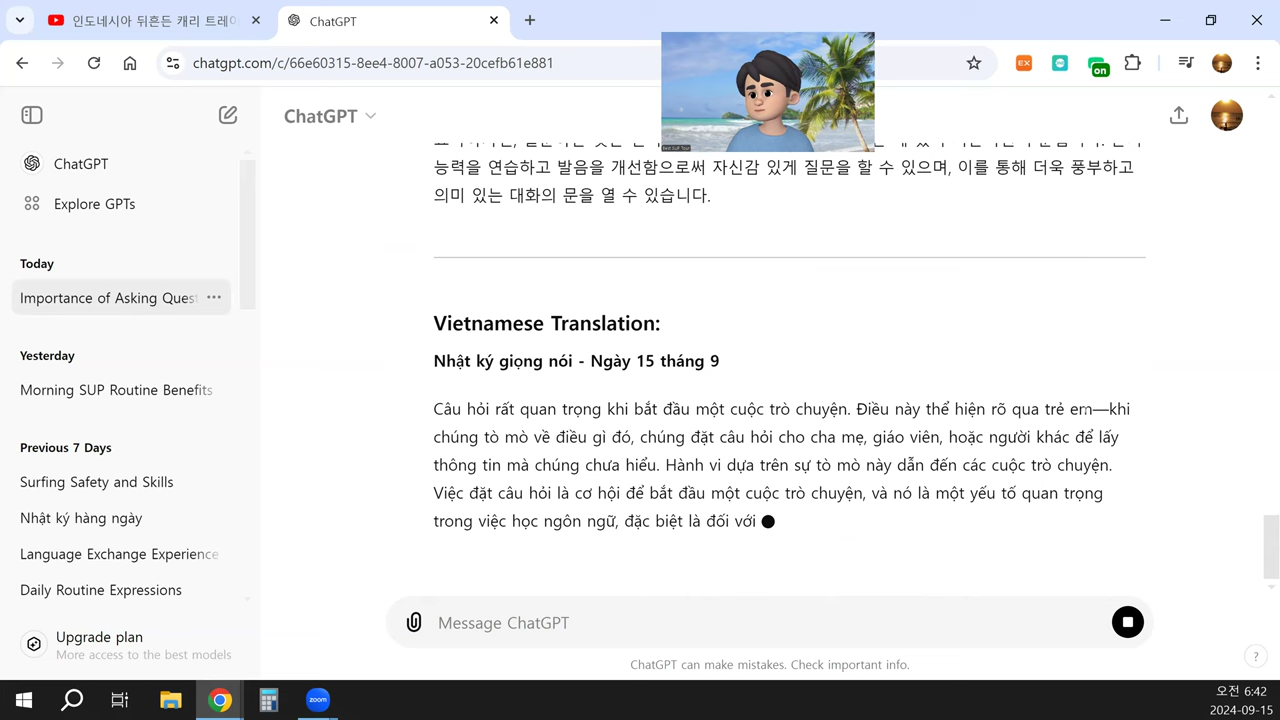 인도네시아 뒤흔든 캐리 트레이
ChatGPT
chatgpt.com/c/66e60315-8ee4-8007-a053-20cefb61e881
EX
on
ChatGPT
ChatGPT
Explore GPTs
Today
Importance of Asking Quest
Yesterday
Morning SUP Routine Benefits
Previous 7 Days
Surfing Safety and Skills
Nhật ký hàng ngày
Language Exchange Experience
Daily Routine Expressions
Upgrade plan
More access to the best models
능력을 연습하고 발음을 개선함으로써 자신감 있게 질문을 할 수 있으며, 이를 통해 더욱 풍부하고
의미 있는 대화의 문을 열 수 있습니다.
Vietnamese Translation:
Nhật ký giọng nói - Ngày 15 tháng 9
Câu hỏi rất quan trọng khi bắt đầu một cuộc trò chuyện. Điều này thể hiện rõ qua trẻ em—khi
chúng tò mò về điều gì đó, chúng đặt câu hỏi cho cha mẹ, giáo viên, hoặc người khác để lấy
thông tin mà chúng chưa hiểu. Hành vi dựa trên sự tò mò này dẫn đến các cuộc trò chuyện.
Việc đặt câu hỏi là cơ hội để bắt đầu một cuộc trò chuyện, và nó là một yếu tố quan trọng
trong việc học ngôn ngữ, đặc biệt là đối với
Message ChatGPT
ChatGPT can make mistakes. Check important info.
?
zoom
오전 6:42
2024-09-15